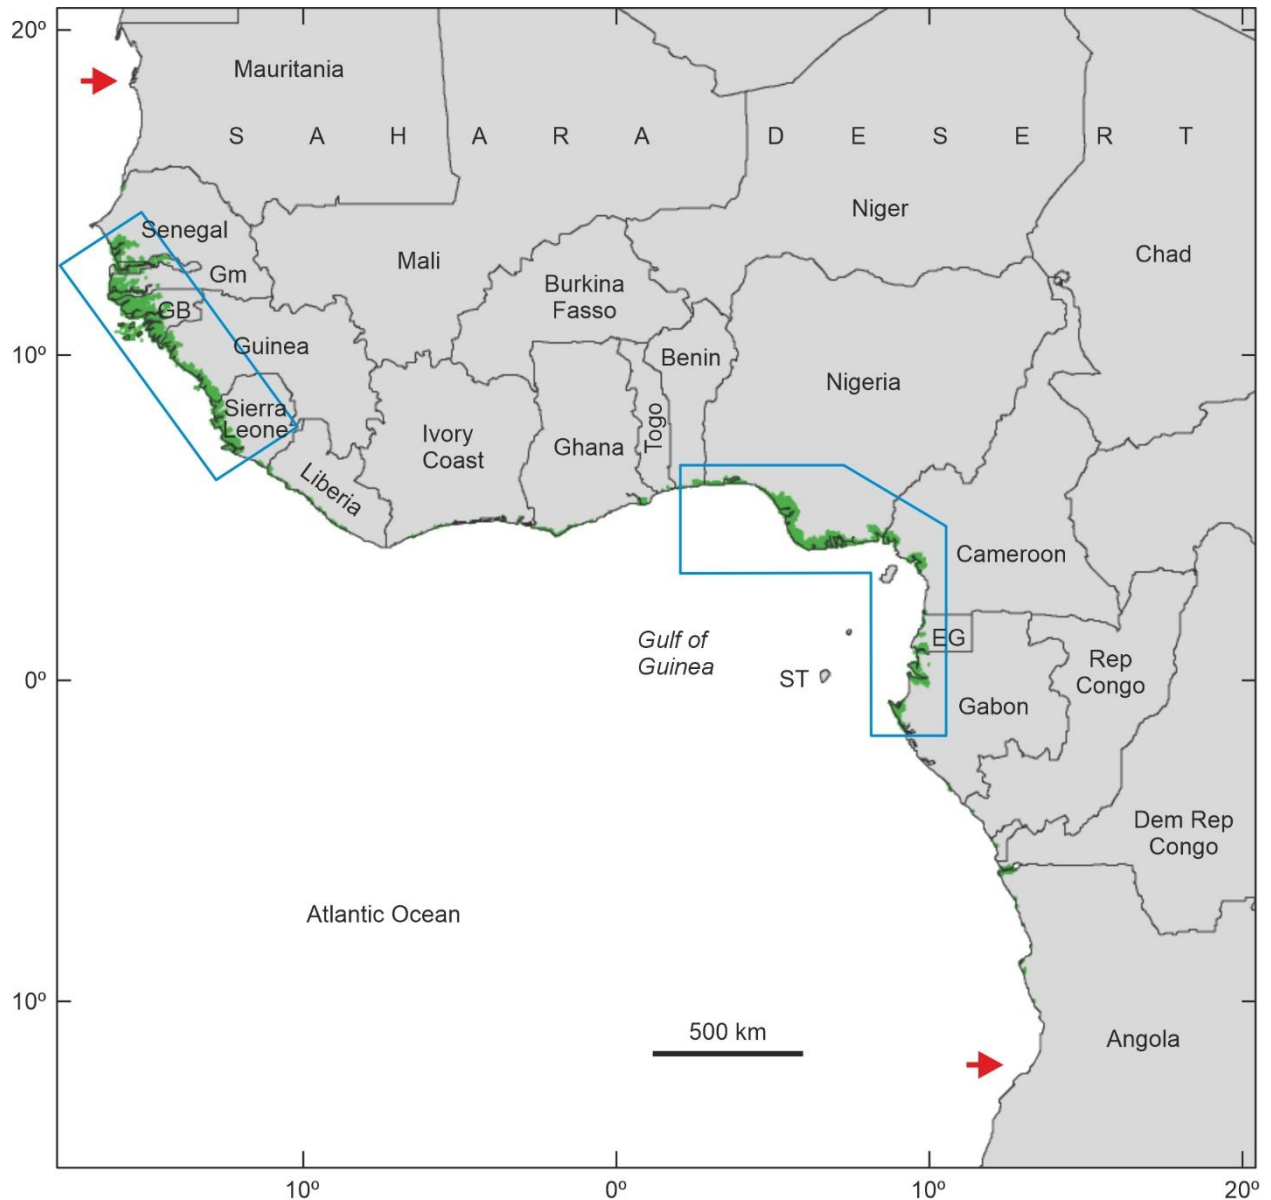 20º
Mauritania
S A H A R A D E S E R T
Senegal
Niger
Mali
Chad
Gm
Burkina
Fasso
GB
Guinea
10º
Benin
Nigeria
Sierra
Leone
Togo
Ivory
Coast
Ghana
Liberia
Cameroon
Gulf of
Guinea
EG
Rep
Congo
0º
ST
Gabon
Dem Rep
Congo
Atlantic Ocean
10º
500 km
Angola
10º
0º
10º
20º